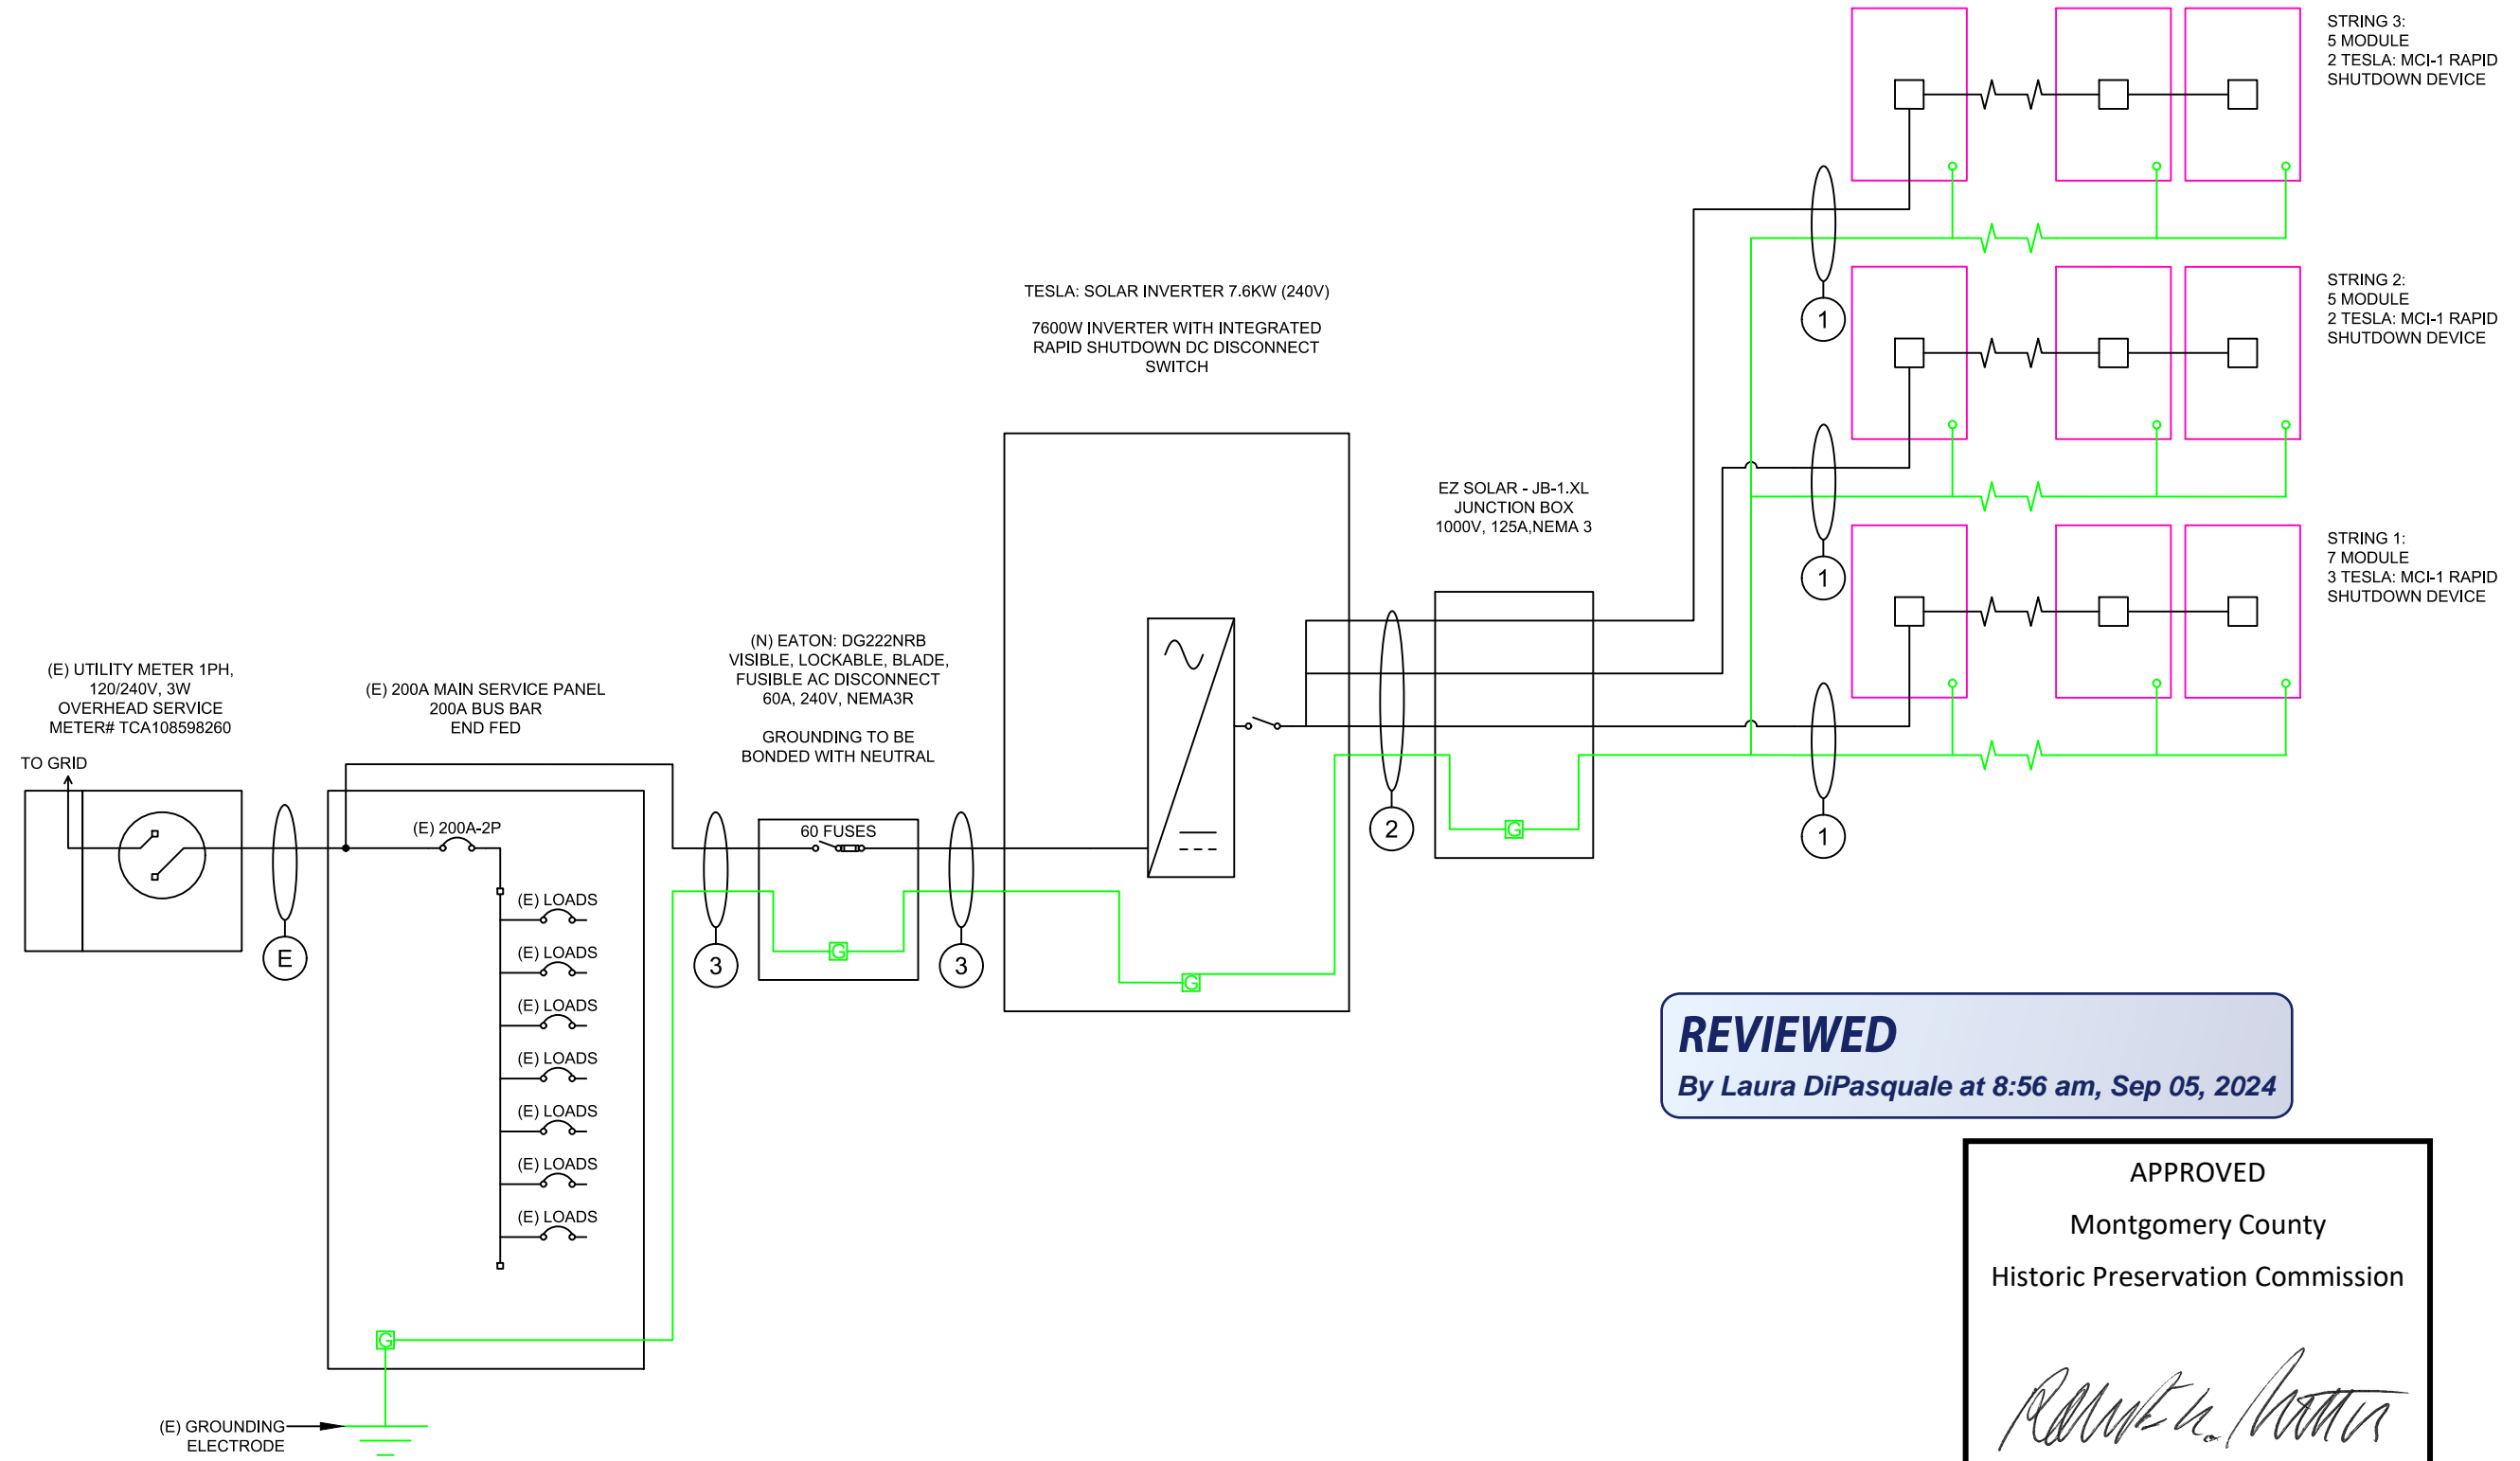 STRING 3:
5 MODULE
2 TESLA: MCI-1 RAPID
SHUTDOWN DEVICE
1
STRING 2:
5 MODULE
2 TESLA: MCI-1 RAPID
SHUTDOWN DEVICE
1
STRING 1:
7 MODULE
3 TESLA: MCI-1 RAPID
SHUTDOWN DEVICE
1
TESLA: SOLAR INVERTER 7.6KW (240V)
7600W INVERTER WITH INTEGRATED
RAPID SHUTDOWN DC DISCONNECT
SWITCH
G
EZ SOLAR - JB-1.XL
JUNCTION BOX
1000V, 125A,NEMA 3
G
2
(N) EATON: DG222NRB
VISIBLE, LOCKABLE, BLADE,
FUSIBLE AC DISCONNECT
60A, 240V, NEMA3R
GROUNDING TO BE
BONDED WITH NEUTRAL
60 FUSES
G
3
3
(E) UTILITY METER 1PH,
120/240V, 3W
OVERHEAD SERVICE
METER# TCA108598260
TO GRID
E
(E) 200A MAIN SERVICE PANEL
200A BUS BAR
END FED
(E) 200A-2P
(E) LOADS
(E) LOADS
(E) LOADS
(E) LOADS
(E) LOADS
(E) LOADS
(E) LOADS
G
(E) GROUNDING
ELECTRODE
REVIEWED
By Laura DiPasquale at 8:56 am, Sep 05, 2024
APPROVED
Montgomery County
Historic Preservation Commission